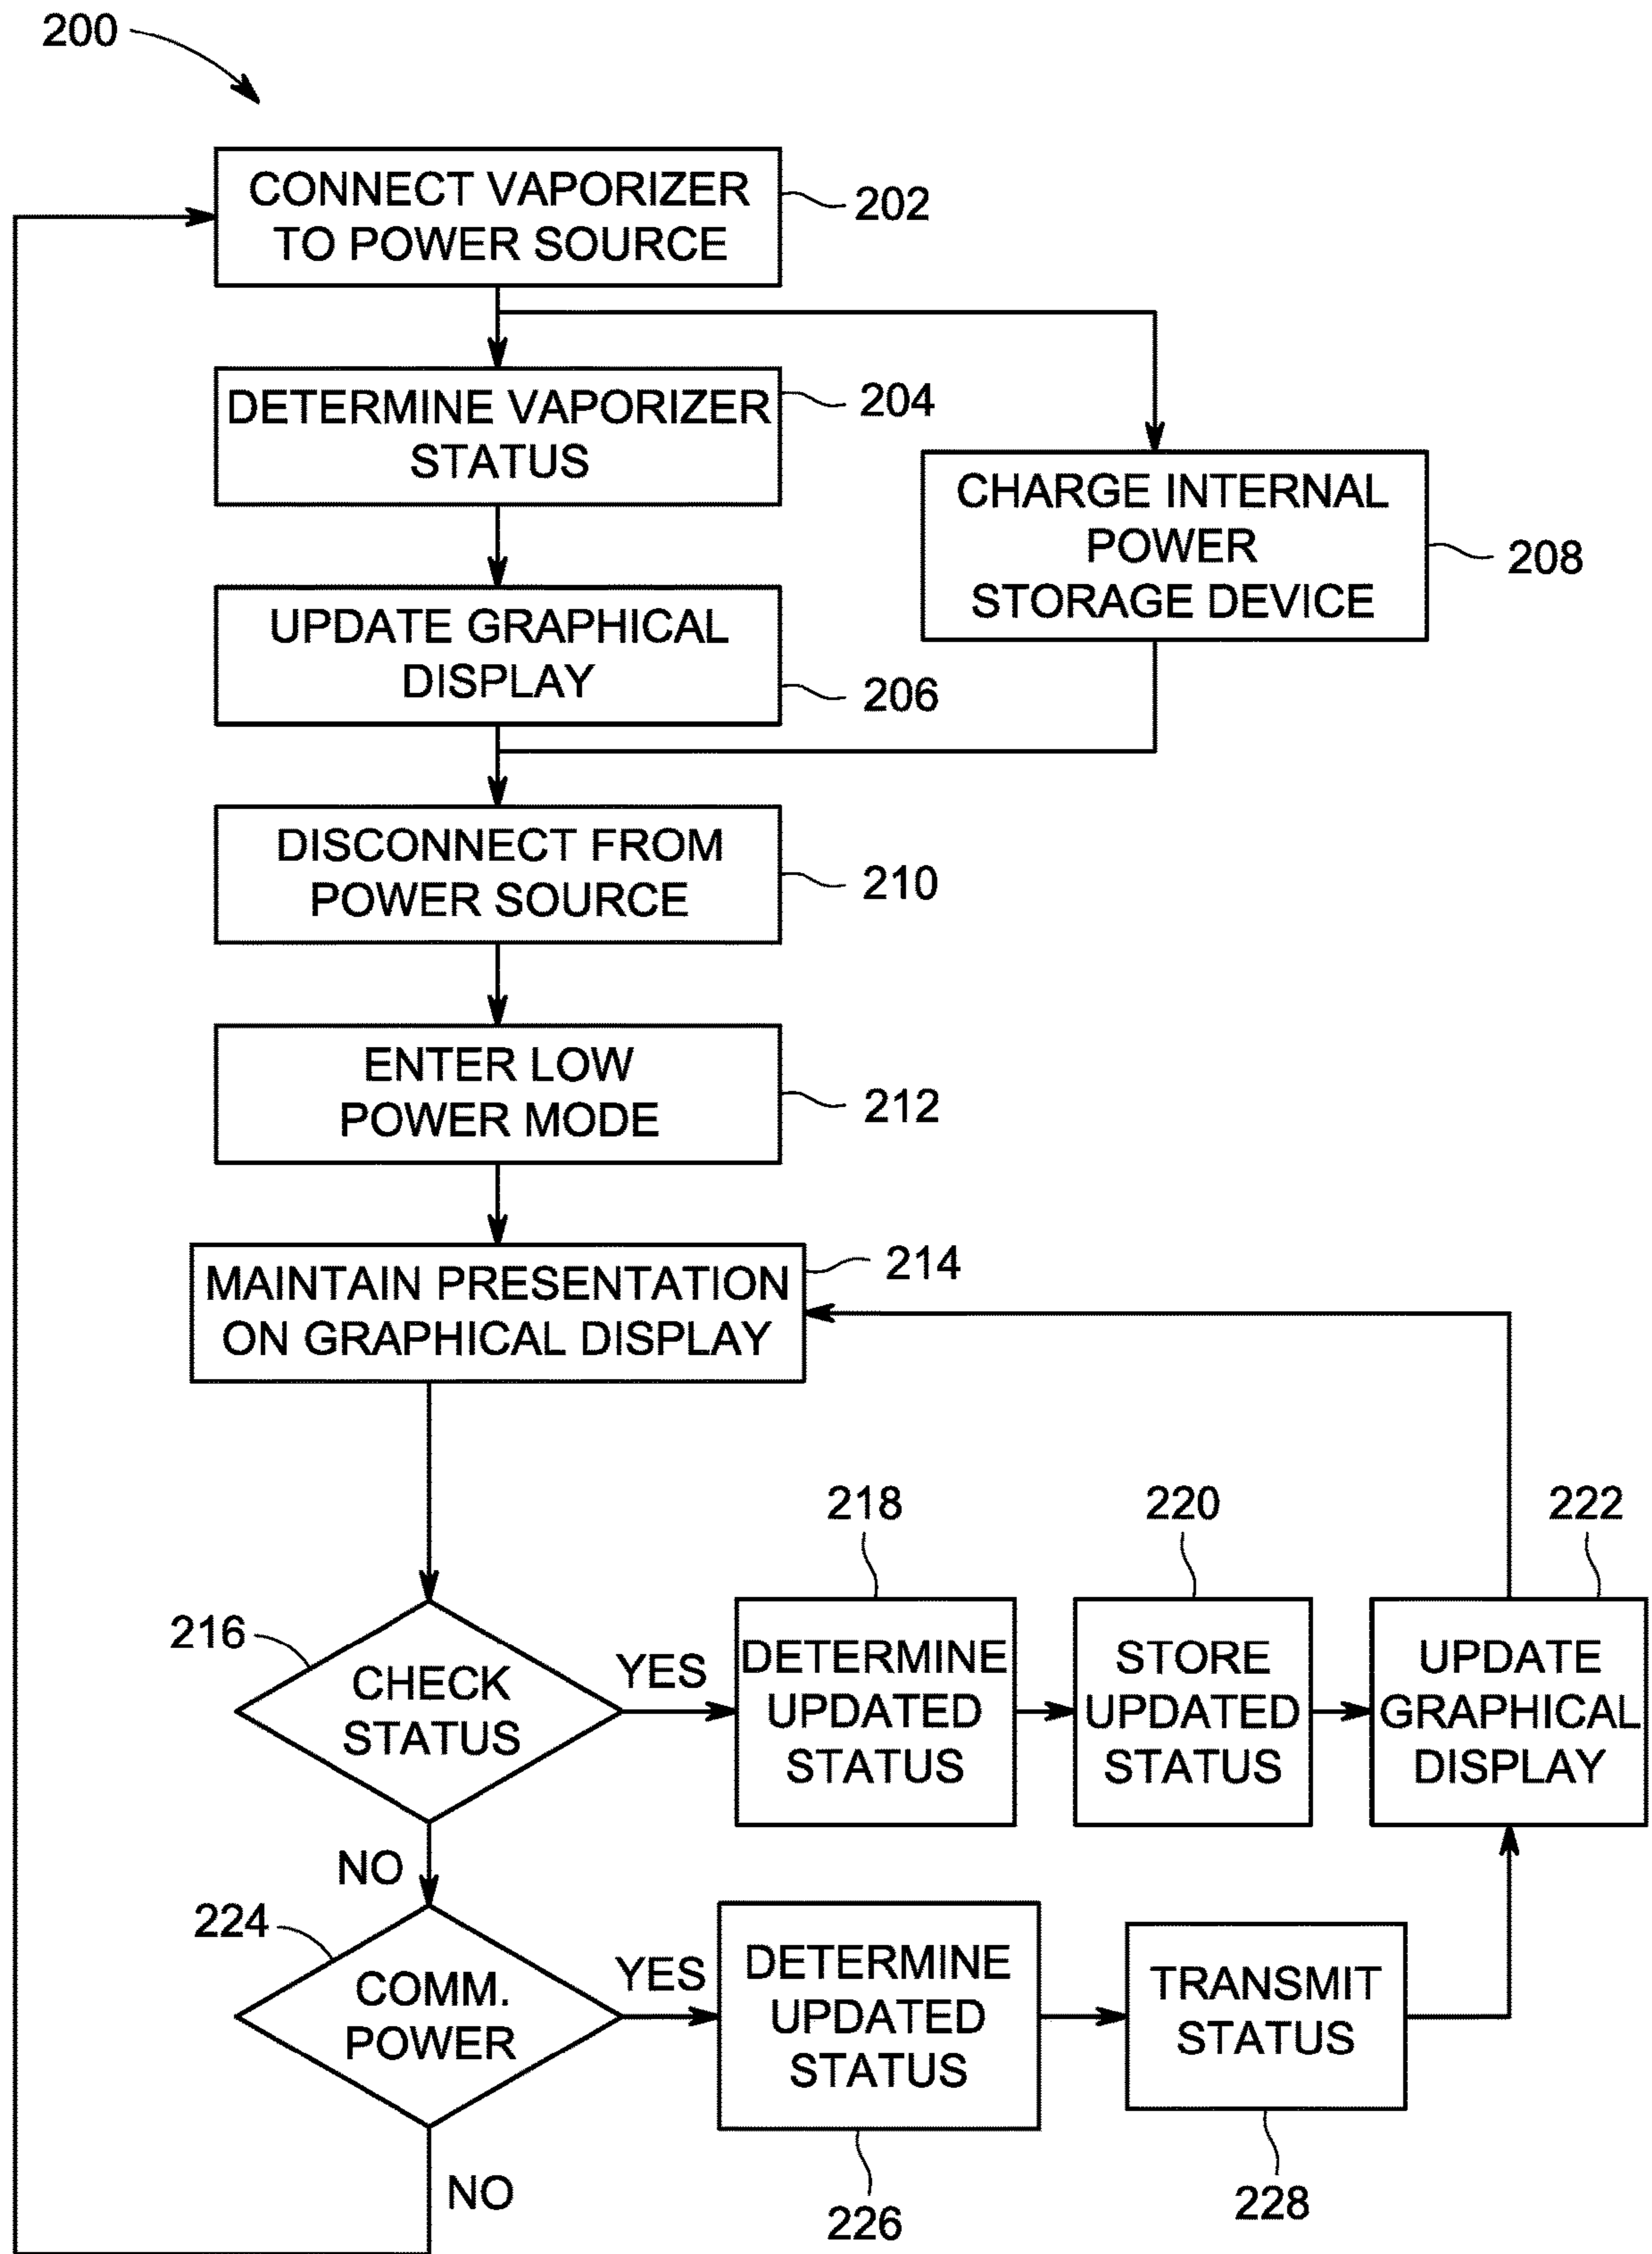 200
CONNECT VAPORIZER
TO POWER SOURCE
202
DETERMINE VAPORIZER
STATUS
204
CHARGE INTERNAL
POWER
STORAGE DEVICE
208
UPDATE GRAPHICAL
DISPLAY
206
DISCONNECT FROM
POWER SOURCE
210
ENTER LOW
POWER MODE
212
MAINTAIN PRESENTATION
ON GRAPHICAL DISPLAY
214
216
CHECK
STATUS
YES
218
DETERMINE
UPDATED
STATUS
220
STORE
UPDATED
STATUS
222
UPDATE
GRAPHICAL
DISPLAY
NO
224
COMM.
POWER
YES
DETERMINE
UPDATED
STATUS
226
TRANSMIT
STATUS
228
NO